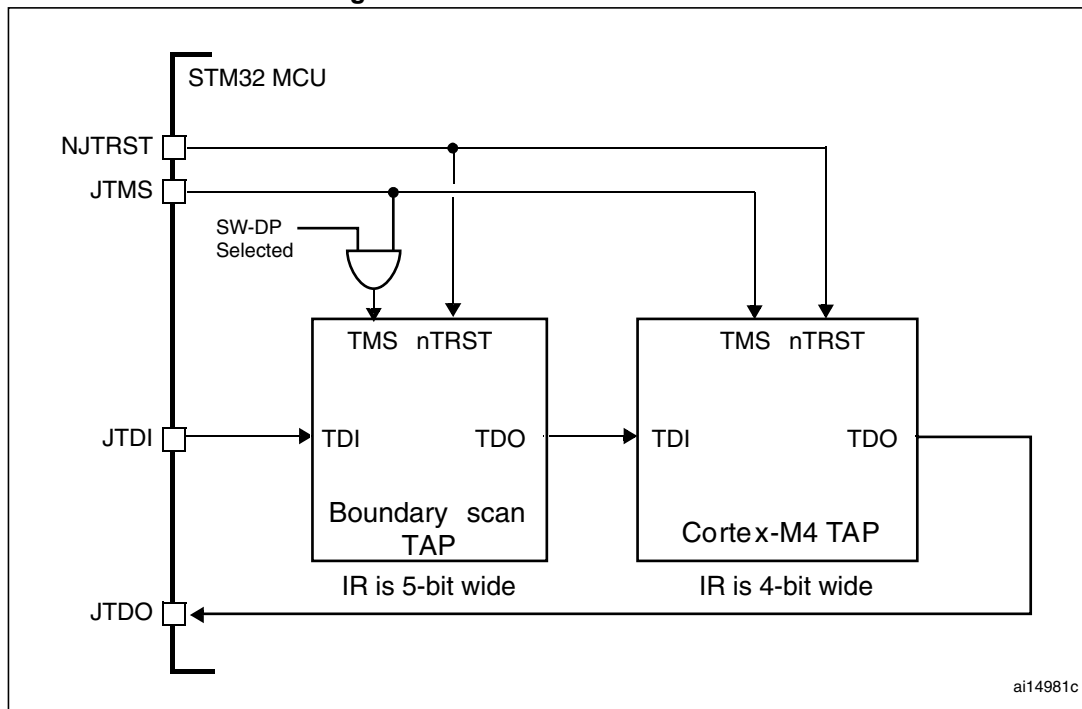 STM32 MCU
NJTRST
JTMS
SW-DP
Selected
TMS nTRST
TMS nTRST
JTDI
TDI
TDO
TDI
TDO
Boundary scan
TAP
Cortex-M4 TAP
IR is 5-bit wide
IR is 4-bit wide
JTDO
ai14981c